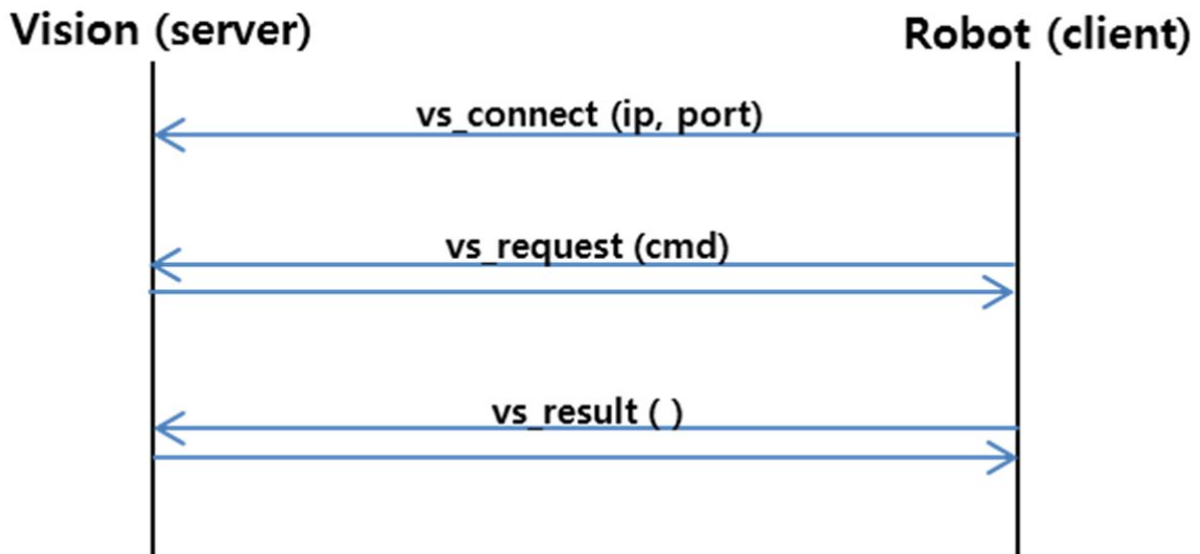 Vision (server)
Robot (client)
vs_connect (ip, port)
vs_request (cmd)
vs_result ( )